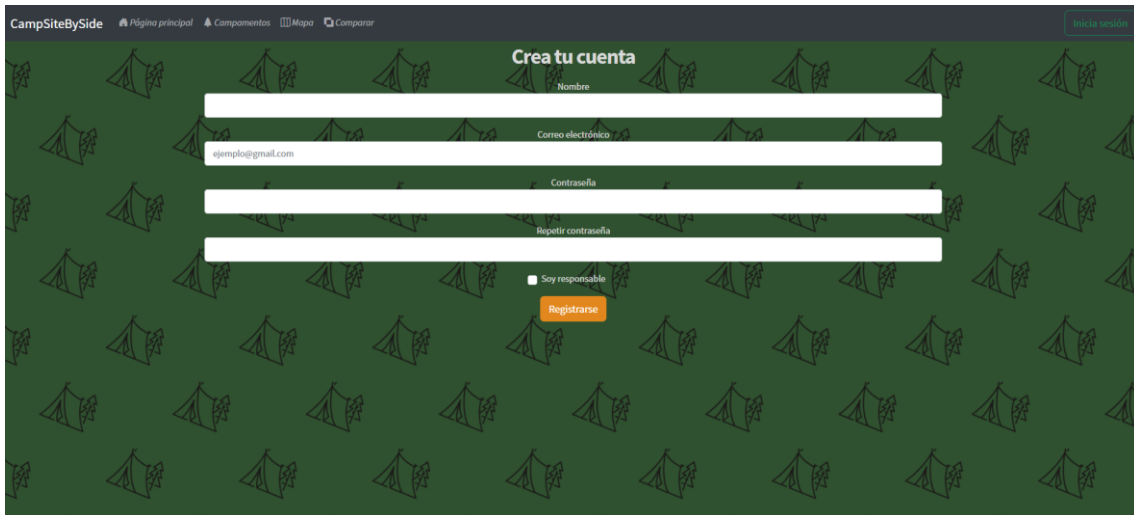 CampSiteBySide Página principal Campamentos Mapa Comparar Inicia sesión
Crea tu cuenta
Nombre
Correo electrónico
ejemplo@gmail.com
Contraseña
Repetir contraseña
Soy responsable
Registrarse